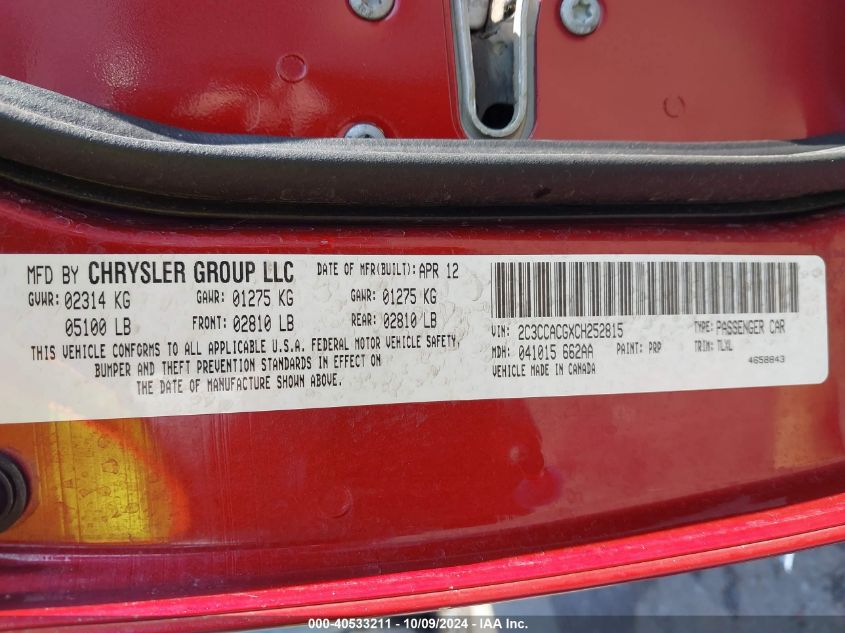 MFD BY CHRYSLER GROUP LLC DATE OF MFR(BUILT): APR 12
GVWR: 02314 KG GAWR: 01275 KG GAWR: 01275 KG
05100 LB FRONT: 02810 LB REAR: 02810 LB
THIS VEHICLE CONFORMS TO ALL APPLICABLE U.S.A. FEDERAL MOTOR VEHICLE SAFETY,
BUMPER AND THEFT PREVENTION STANDARDS IN EFFECT ON
THE DATE OF MANUFACTURE SHOWN ABOVE.
VIN: 2C3CCACGXCH252815 TYPE: PASSENGER CAR
MDH: 041015 662AA PAINT: PRP TRIM: TLXL
VEHICLE MADE IN CANADA 4658843
000-40533211 - 10/09/2024 - IAA Inc.